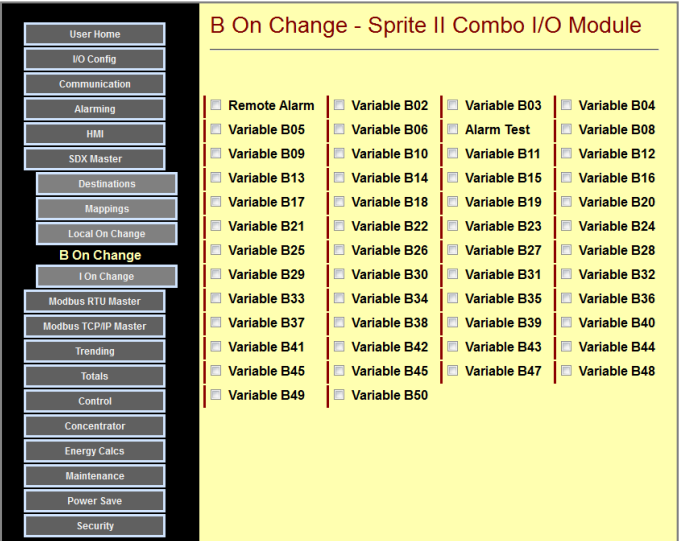 B On Change - Sprite II Combo I/O Module
User Home
I/O Config
Communication
Alarming
HMI
SDX Master
Destinations
Mappings
Local On Change
B On Change
I On Change
Modbus RTU Master
Modbus TCP/IP Master
Trending
Totals
Control
Concentrator
Energy Calcs
Maintenance
Power Save
Security
Remote Alarm Variable B02 Variable B03 Variable B04
Variable B05 Variable B06 Alarm Test Variable B08
Variable B09 Variable B10 Variable B11 Variable B12
Variable B13 Variable B14 Variable B15 Variable B16
Variable B17 Variable B18 Variable B19 Variable B20
Variable B21 Variable B22 Variable B23 Variable B24
Variable B25 Variable B26 Variable B27 Variable B28
Variable B29 Variable B30 Variable B31 Variable B32
Variable B33 Variable B34 Variable B35 Variable B36
Variable B37 Variable B38 Variable B39 Variable B40
Variable B41 Variable B42 Variable B43 Variable B44
Variable B45 Variable B45 Variable B47 Variable B48
Variable B49 Variable B50